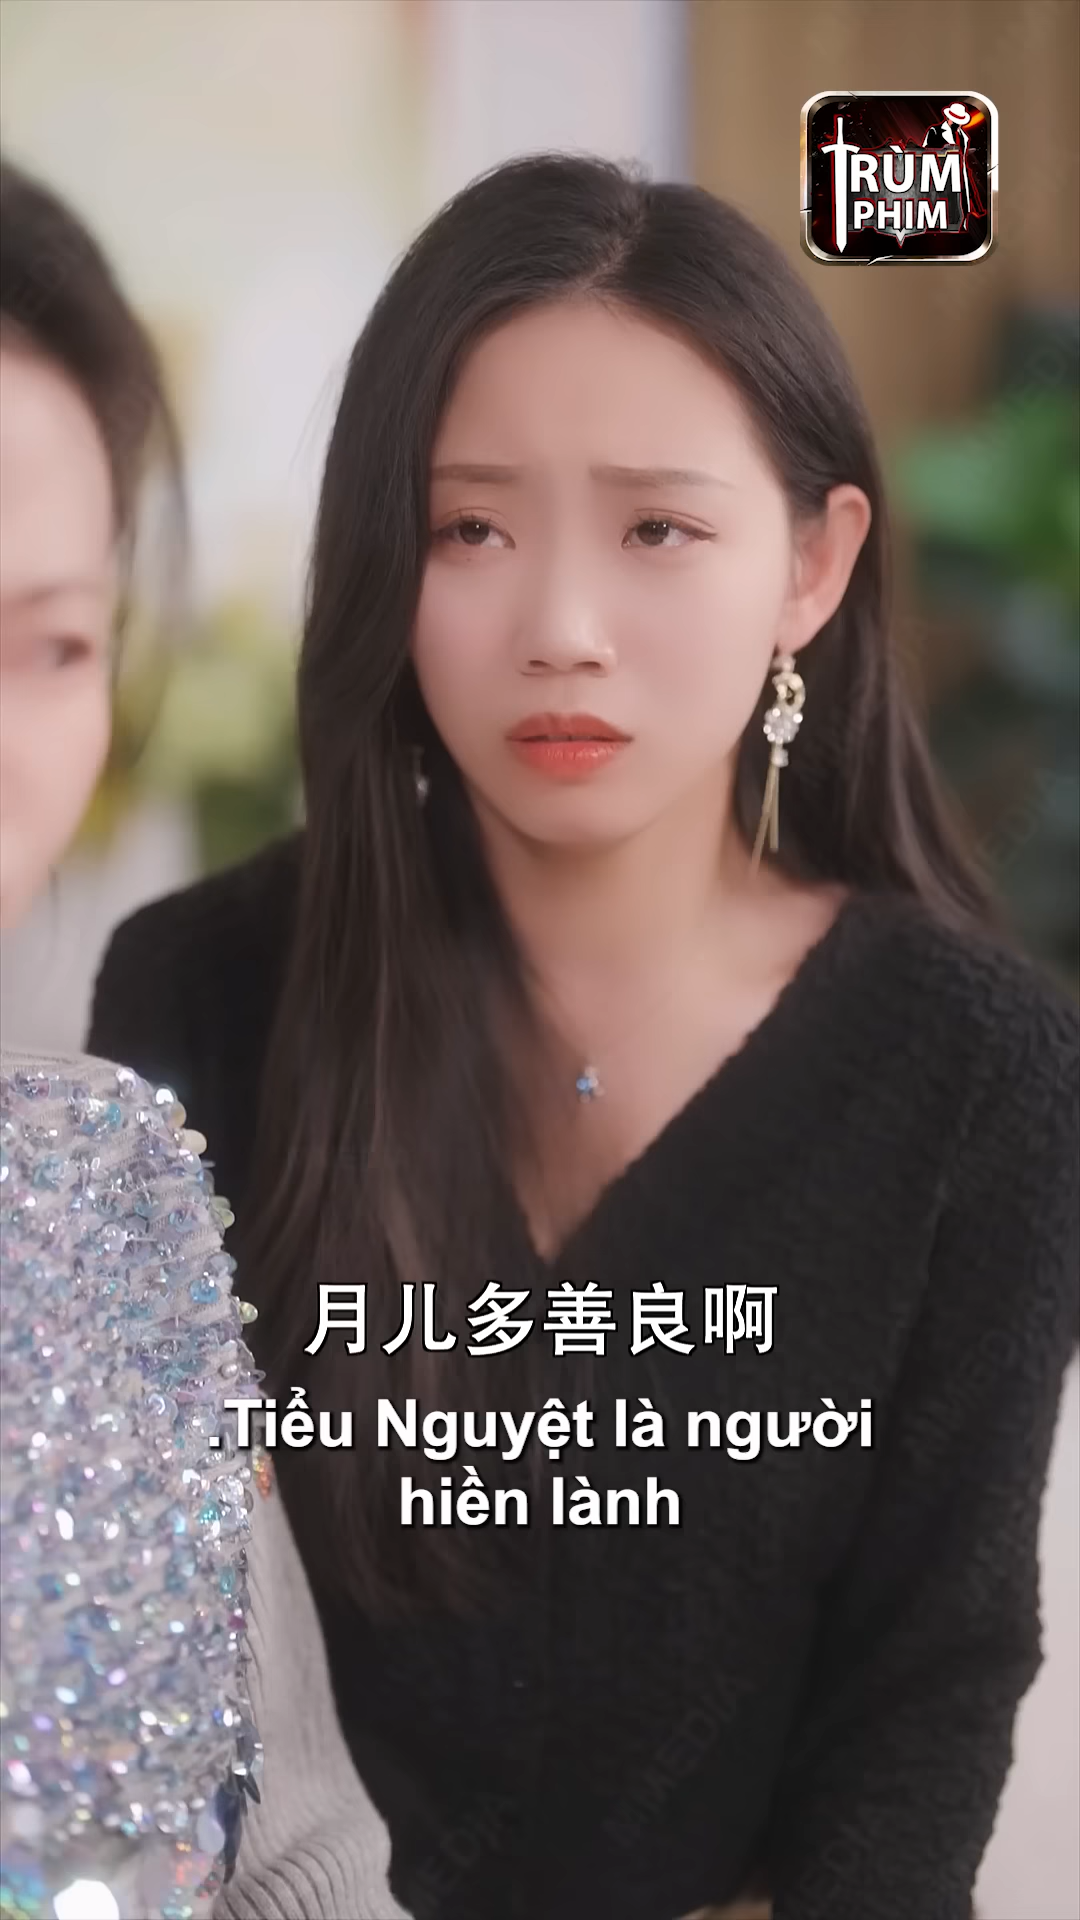 TRÙM
PHIM
月儿多善良啊
.Tiểu Nguyệt là người
hiền lành